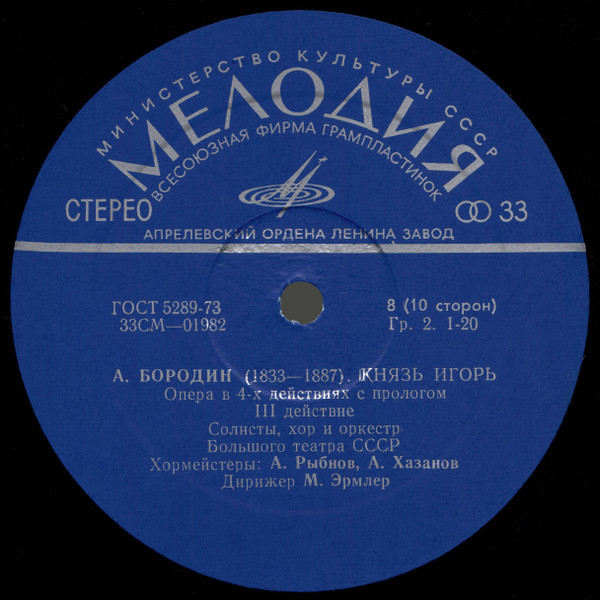 МИНИСТЕРСТВО КУЛЬТУРЫ СССР
МЕЛОДИЯ
ВСЕСОЮЗНАЯ ФИРМА ГРАМПЛАСТИНОК
СТЕРЕО
33
АПРЕЛЕВСКИЙ ОРДЕНА ЛЕНИНА ЗАВОД
ГОСТ 5289-73
8 (10 сторон)
33СМ—01982
Гр. 2. 1-20
А. БОРОДИН (1833—1887). КНЯЗЬ ИГОРЬ
Опера в 4-х действиях с прологом
III действие
Солисты, хор и оркестр
Большого театра СССР
Хормейстеры: А. Рыбнов, А. Хазанов
Дирижер М. Эрмлер